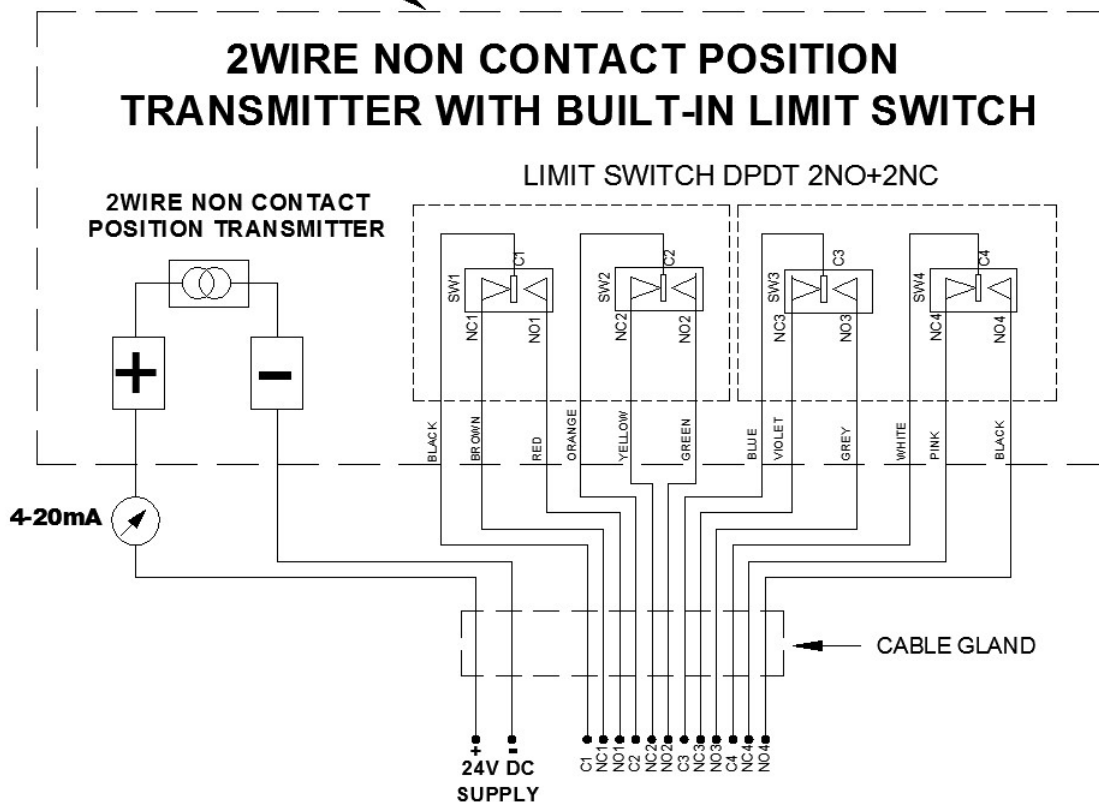 2WIRE NON CONTACT POSITION
TRANSMITTER WITH BUILT-IN LIMIT SWITCH
LIMIT SWITCH DPDT 2NO+2NC
2WIRE NON CONTACT
POSITION TRANSMITTER
SW1
C1
NC1
NO1
SW2
C2
NC2
NO2
SW3
C3
NC3
NO3
SW4
C4
NC4
NO4
+
-
BLACK
BROWN
RED
ORANGE
YELLOW
GREEN
BLUE
VIOLET
GREY
WHITE
PINK
BLACK
4-20mA
CABLE GLAND
+ -
24V DC
SUPPLY
C1
NC1
NO1
C2
NC2
NO2
C3
NC3
NO3
C4
NC4
NO4